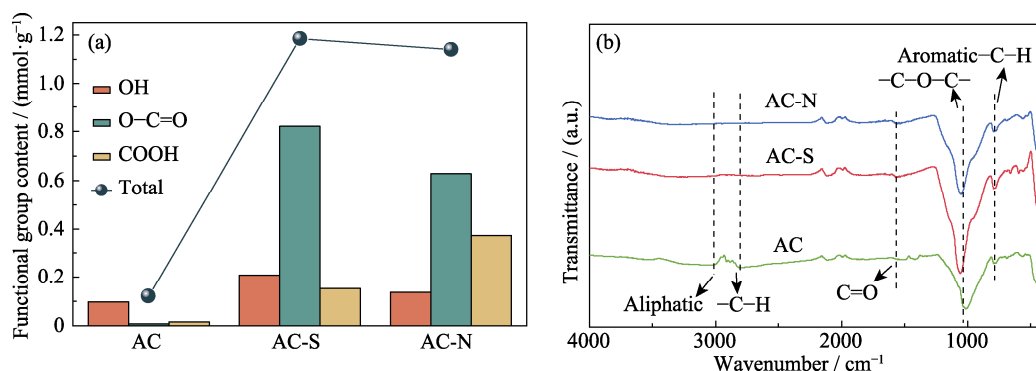 (a)
Functional group content / (mmol·g⁻¹)
1.2
1.0
0.8
0.6
0.4
0.2
0
OH
O−C=O
COOH
Total
AC
AC-S
AC-N
(b)
Transmittance / (a.u.)
Aromatic−C−H
−C−O−C−
AC-N
AC-S
AC
Aliphatic
−C−H
C=O
4000
3000
2000
1000
Wavenumber / cm⁻¹